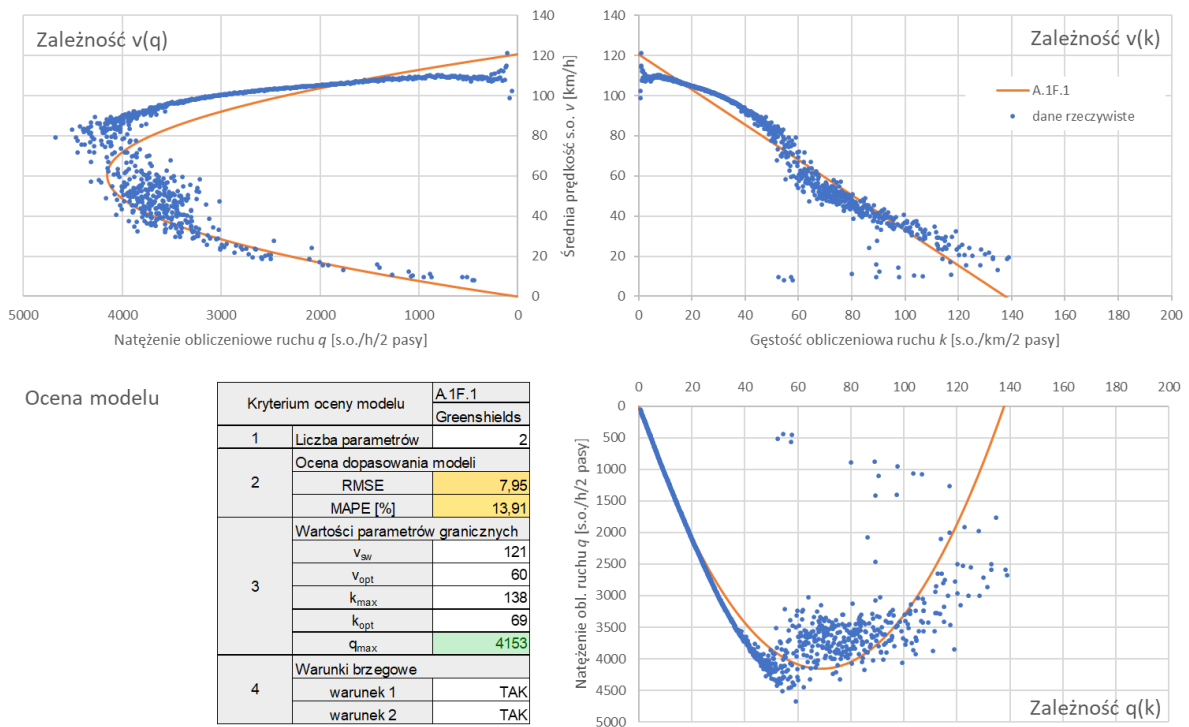 Zależność v(q)
140
120
100
80
60
40
20
0
5000 4000 3000 2000 1000 0
Natężenie obliczeniowe ruchu q [s.o./h/2 pasy]
Średnia prędkość s.o. v [km/h]
Zależność v(k)
A.1F.1
dane rzeczywiste
140
120
100
80
60
40
20
0
0 20 40 60 80 100 120 140 160 180 200
Gęstość obliczeniowa ruchu k [s.o./km/2 pasy]
Ocena modelu
Kryterium oceny modelu A.1F.1
Greenshields
1 Liczba parametrów 2
2 Ocena dopasowania modeli
RMSE 7,95
MAPE [%] 13,91
3 Wartości parametrów granicznych
vsw 121
vopt 60
kmax 138
kopt 69
qmax 4153
4 Warunki brzegowe
warunek 1 TAK
warunek 2 TAK
0 20 40 60 80 100 120 140 160 180 200
0
500
1000
1500
2000
2500
3000
3500
4000
4500
5000
Natężenie obl. ruchu q [s.o./h/2 pasy]
Zależność q(k)